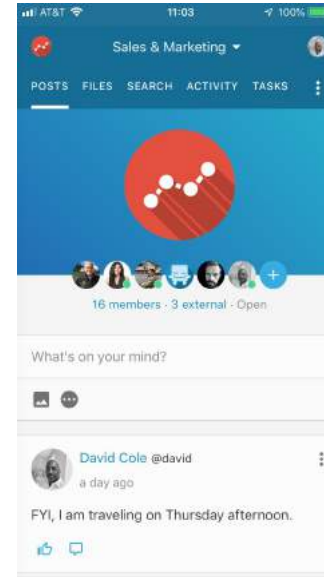 AT&T 11:03 100%
Sales & Marketing
POSTS FILES SEARCH ACTIVITY TASKS
16 members · 3 external · Open
What's on your mind?
David Cole @david
a day ago
FYI, I am traveling on Thursday afternoon.